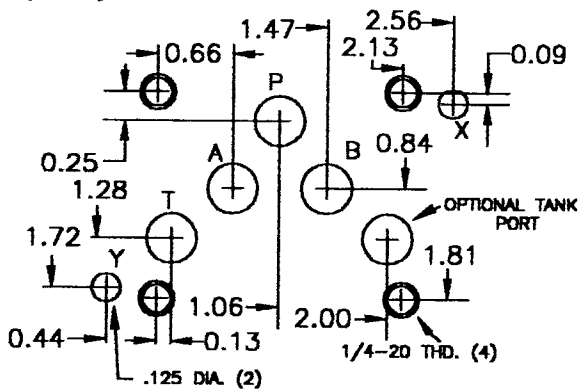 2.56
1.47
2.13
0.66
0.09
P
X
0.25
A
B
0.84
1.28
T
OPTIONAL TANK
PORT
1.72
Y
1.81
1.06
2.00
0.44
0.13
1/4-20 THD. (4)
.125 DIA. (2)